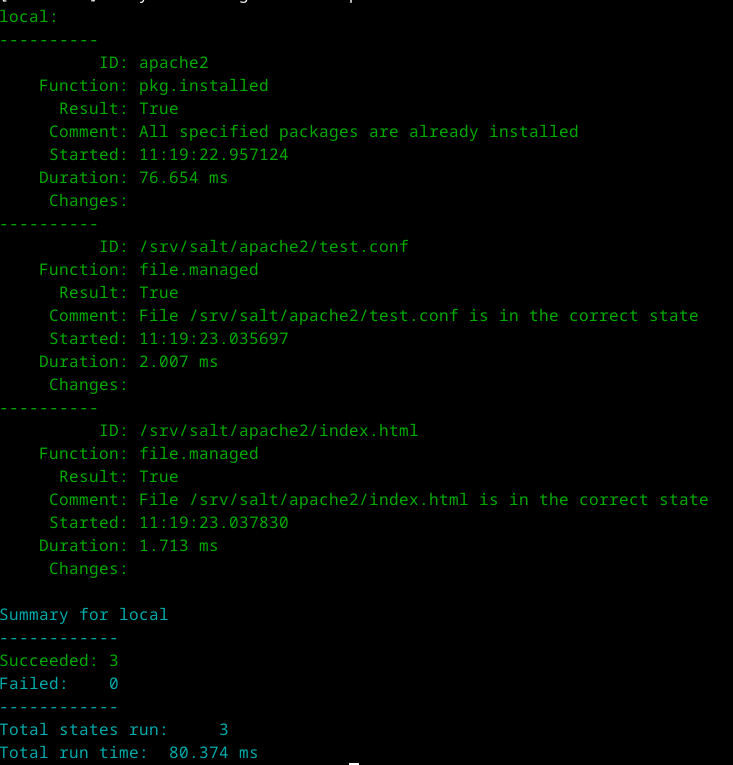 local:
----------
          ID: apache2
    Function: pkg.installed
      Result: True
     Comment: All specified packages are already installed
     Started: 11:19:22.957124
    Duration: 76.654 ms
     Changes:
----------
          ID: /srv/salt/apache2/test.conf
    Function: file.managed
      Result: True
     Comment: File /srv/salt/apache2/test.conf is in the correct state
     Started: 11:19:23.035697
    Duration: 2.007 ms
     Changes:
----------
          ID: /srv/salt/apache2/index.html
    Function: file.managed
      Result: True
     Comment: File /srv/salt/apache2/index.html is in the correct state
     Started: 11:19:23.037830
    Duration: 1.713 ms
     Changes:
Summary for local
------------
Succeeded: 3
Failed:    0
------------
Total states run:     3
Total run time:  80.374 ms